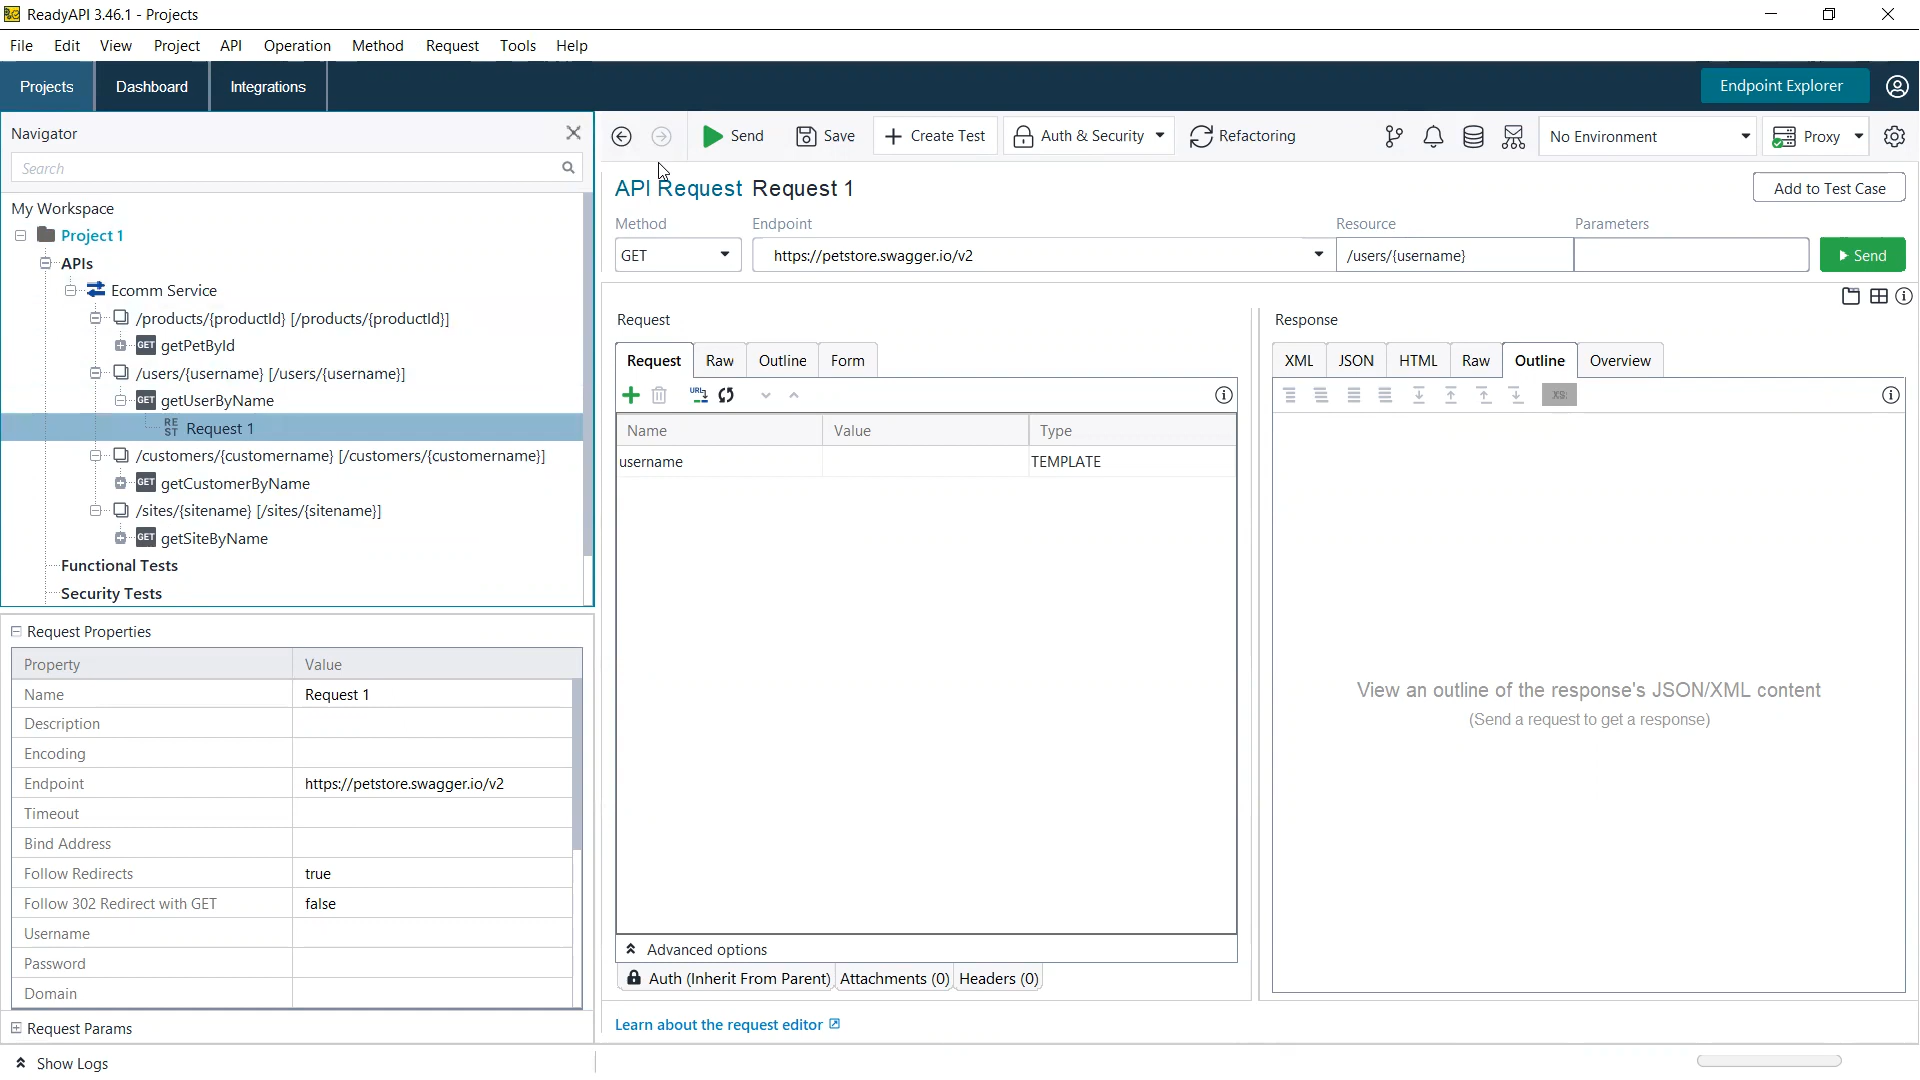 ReadyAPI 3.46.1 - Projects
File Edit View Project API Operation Method Request Tools Help
Projects Dashboard Integrations Endpoint Explorer
Navigator
Search
My Workspace
Project 1
APIs
Ecomm Service
/products/{productId} [/products/{productId}]
GET getPetById
/users/{username} [/users/{username}]
GET getUserByName
REST Request 1
/customers/{customername} [/customers/{customername}]
GET getCustomerByName
/sites/{sitename} [/sites/{sitename}]
GET getSiteByName
Functional Tests
Security Tests
Request Properties
Property Value
Name Request 1
Description
Encoding
Endpoint https://petstore.swagger.io/v2
Timeout
Bind Address
Follow Redirects true
Follow 302 Redirect with GET false
Username
Password
Domain
Request Params
Show Logs
Send Save Create Test Auth & Security Refactoring No Environment Proxy
API Request Request 1 Add to Test Case
Method Endpoint Resource Parameters
GET https://petstore.swagger.io/v2 /users/{username} Send
Request
Request Raw Outline Form
URL
Name Value Type
username TEMPLATE
Advanced options
Auth (Inherit From Parent) Attachments (0) Headers (0)
Learn about the request editor
Response
XML JSON HTML Raw Outline Overview
XS:
View an outline of the response's JSON/XML content
(Send a request to get a response)